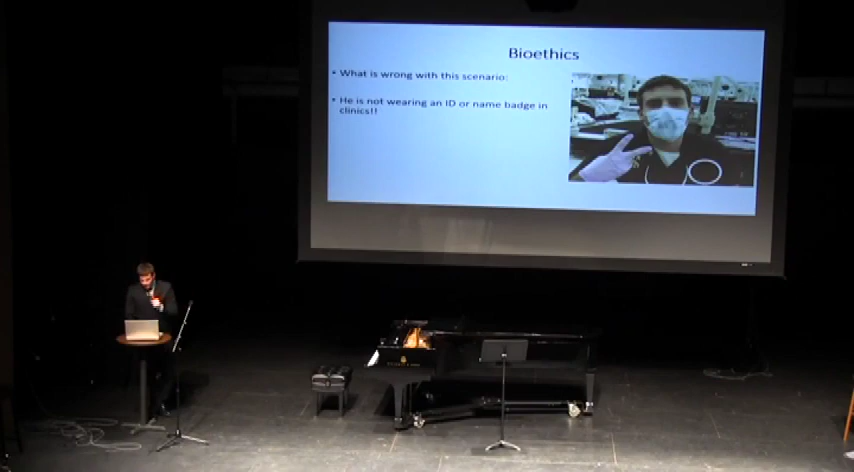 Bioethics
• What is wrong with this scenario:
• He is not wearing an ID or name badge in
clinics!!